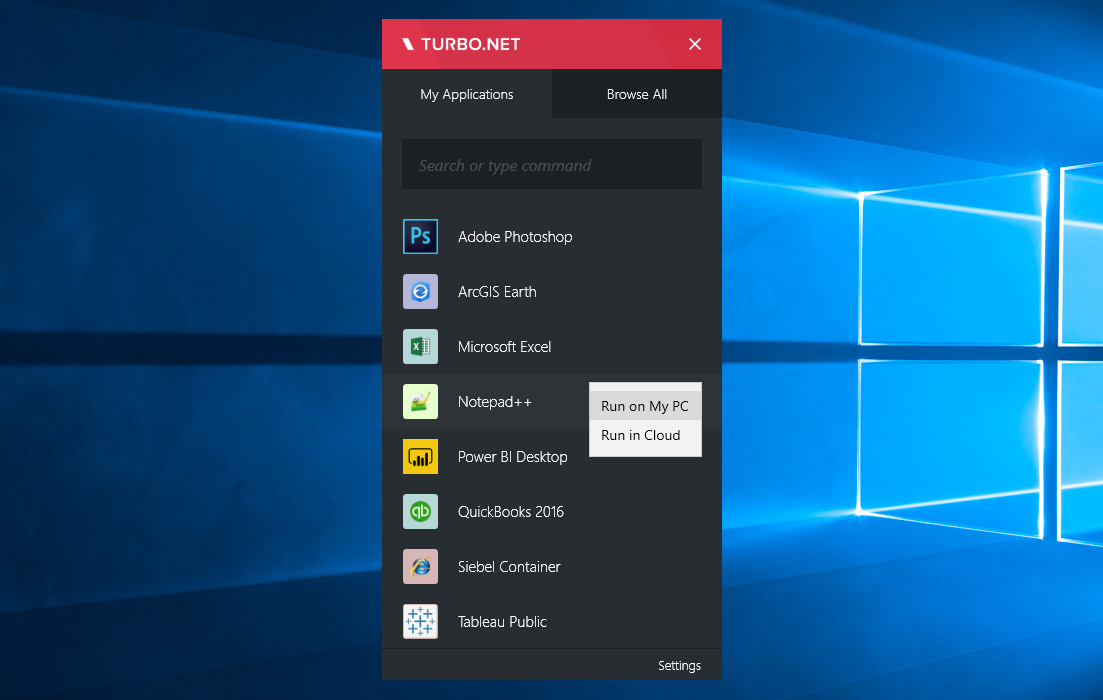 TURBO.NET
My Applications
Browse All
Search or type command
Ps
Adobe Photoshop
ArcGIS Earth
X
Microsoft Excel
Notepad++
Run on My PC
Run in Cloud
Power BI Desktop
qb
QuickBooks 2016
Siebel Container
Tableau Public
Settings